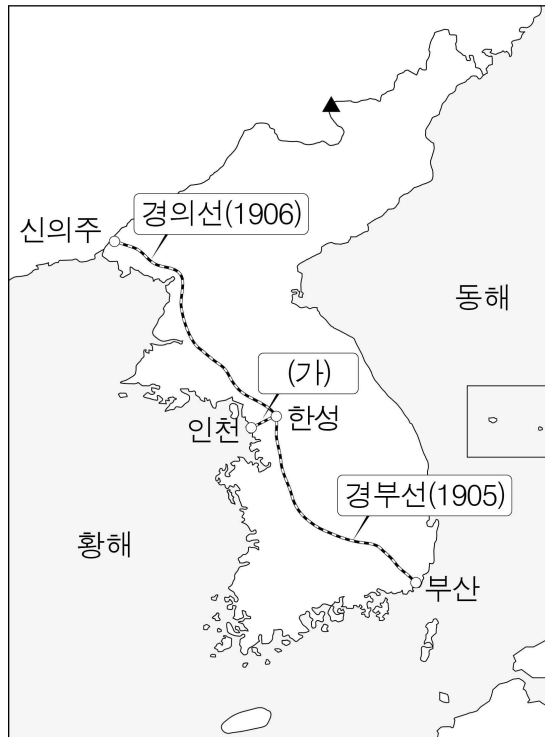 경의선(1906)
신의주
동해
(가)
한성
인천
경부선(1905)
황해
부산